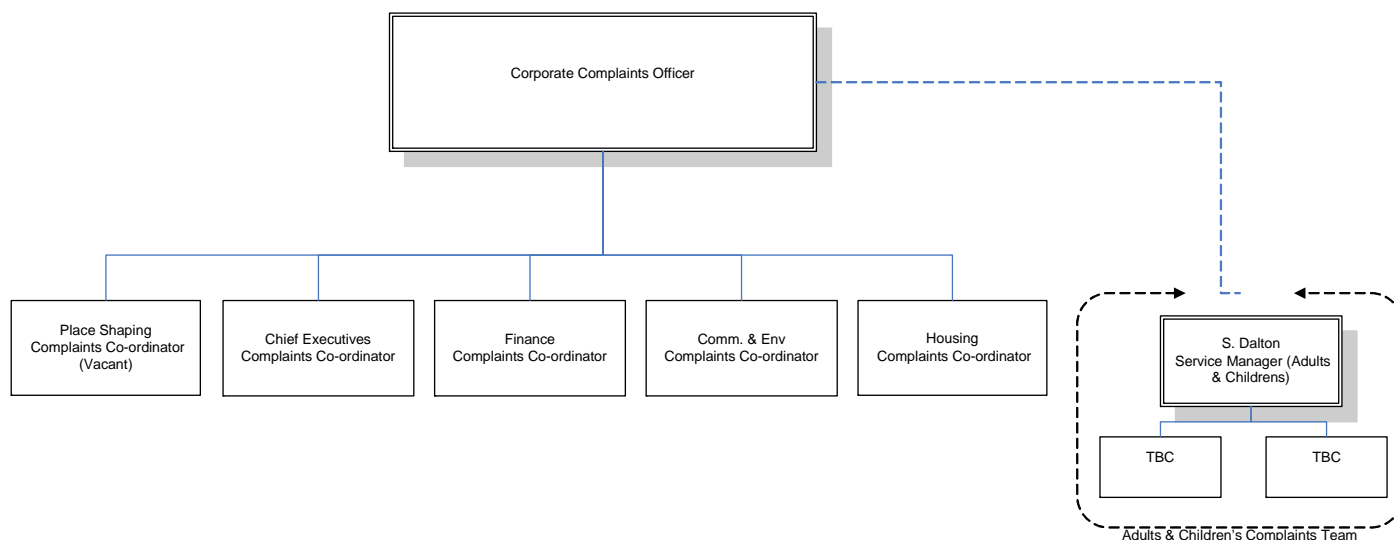 Corporate Complaints Officer
Place Shaping
Complaints Co-ordinator
(Vacant)
Chief Executives
Complaints Co-ordinator
Finance
Complaints Co-ordinator
Comm. & Env
Complaints Co-ordinator
Housing
Complaints Co-ordinator
S. Dalton
Service Manager (Adults
& Childrens)
TBC
TBC
Adults & Children's Complaints Team